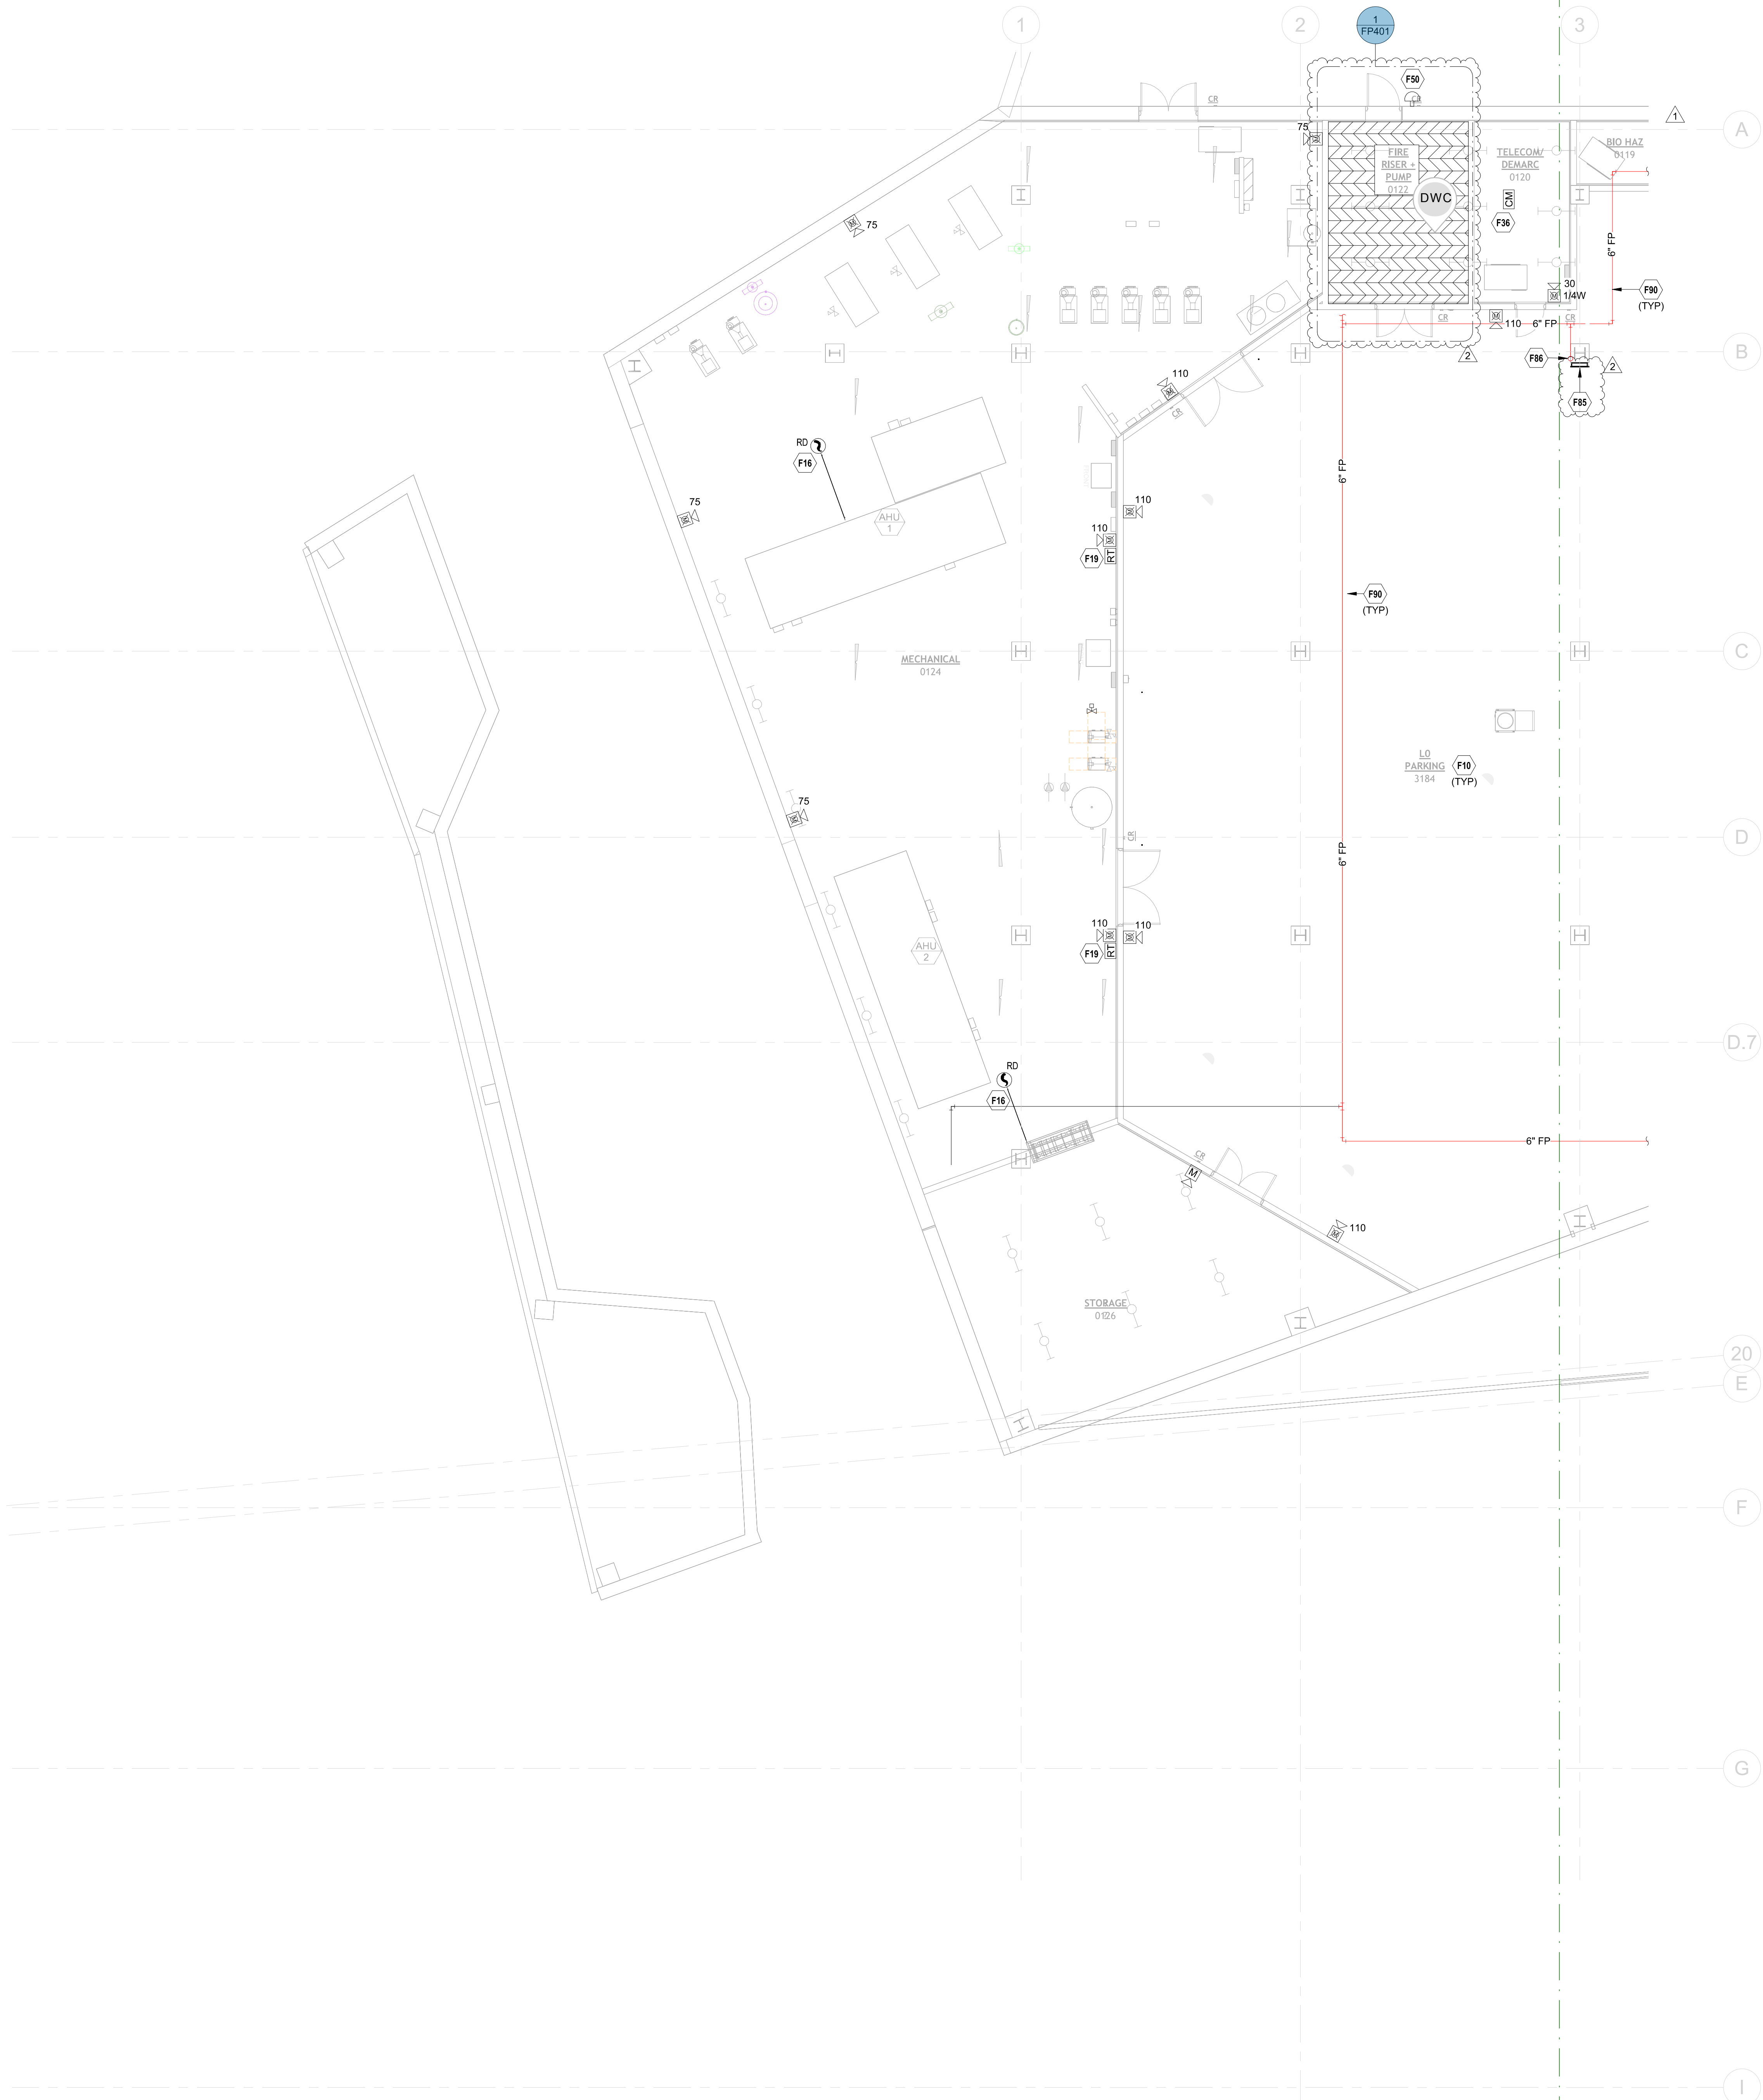 1
2
1
FP401
3
F50
CR
CR
1
A
75
FIRE
RISER +
PUMP
0122
TELECOM/
DEMARC
0120
BIO HAZ
0119
DWC
CM
F36
75
6" FP
30
1/4W
F90
(TYP)
CR
110
6" FP
CR
2
F86
B
2
F85
110
CR
RD
F16
6" FP
75
AHU
1
110
110
F19
RT
F90
(TYP)
MECHANICAL
0124
C
L0
PARKING
3184
F10
(TYP)
75
CR
D
6" FP
110
110
F19
RT
AHU
2
D.7
RD
F16
6" FP
CR
M
110
STORAGE
0126
20
E
F
G
I